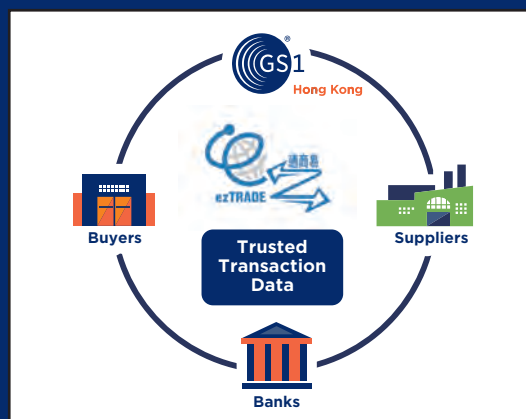 GS1
®
Hong Kong
通商易
ezTRADE
Buyers
Suppliers
Trusted
Transaction
Data
Banks